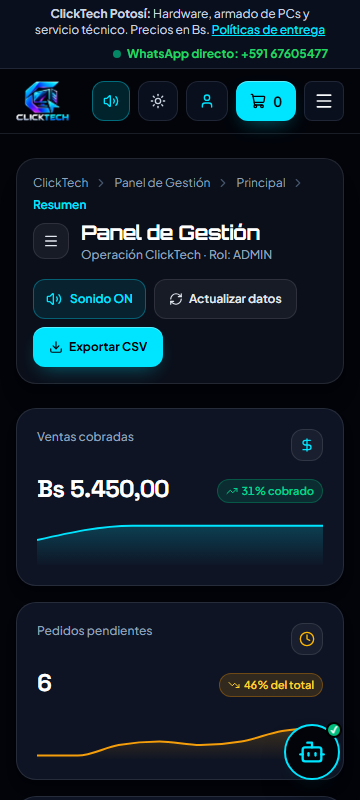 ClickTech Potosí: Hardware, armado de PCs y
servicio técnico. Precios en Bs. Políticas de entrega
WhatsApp directo: +591 67605477
CLICKTECH
0
ClickTech > Panel de Gestión > Principal >
Resumen
Panel de Gestión
Operación ClickTech · Rol: ADMIN
Sonido ON
Actualizar datos
Exportar CSV
Ventas cobradas
Bs 5.450,00
31% cobrado
Pedidos pendientes
6
46% del total